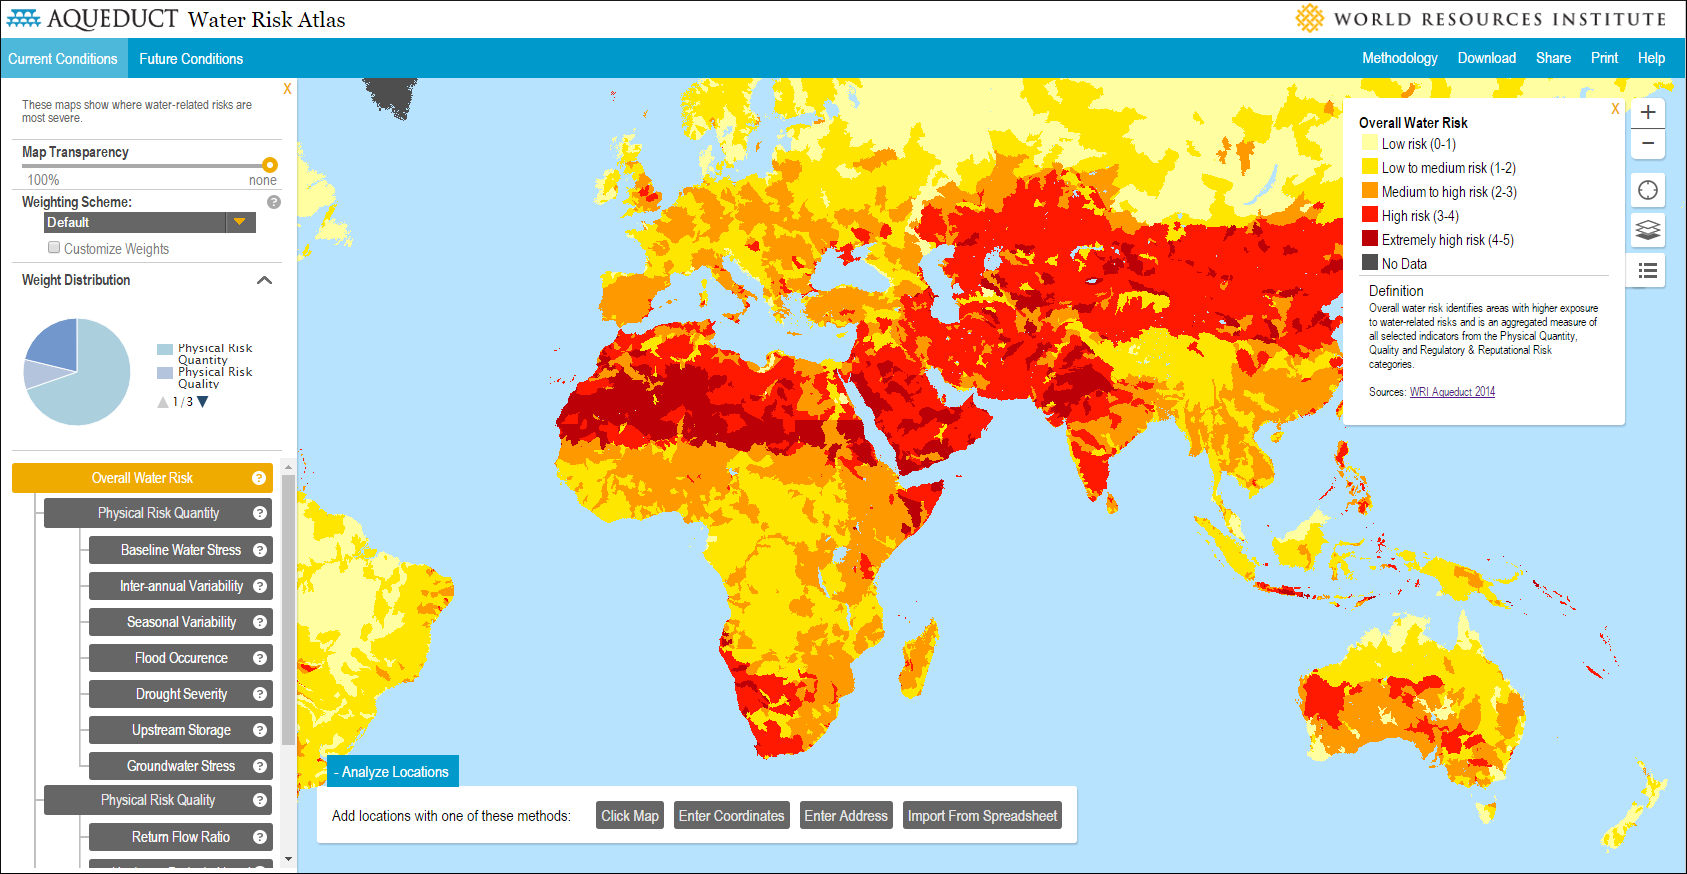 AQUEDUCT Water Risk Atlas
WORLD RESOURCES INSTITUTE
Current Conditions
Future Conditions
Methodology
Download
Share
Print
Help
X
These maps show where water-related risks are
most severe.
Map Transparency
100%
none
Weighting Scheme:
?
Default
Customize Weights
Weight Distribution
Physical Risk
Quantity
Physical Risk
Quality
1/3
Overall Water Risk ?
Physical Risk Quantity ?
Baseline Water Stress ?
Inter-annual Variability ?
Seasonal Variability ?
Flood Occurence ?
Drought Severity ?
Upstream Storage ?
Groundwater Stress ?
Physical Risk Quality ?
Return Flow Ratio ?
- Analyze Locations
Add locations with one of these methods:
Click Map
Enter Coordinates
Enter Address
Import From Spreadsheet
X
Overall Water Risk
Low risk (0-1)
Low to medium risk (1-2)
Medium to high risk (2-3)
High risk (3-4)
Extremely high risk (4-5)
No Data
Definition
Overall water risk identifies areas with higher exposure
to water-related risks and is an aggregated measure of
all selected indicators from the Physical Quantity,
Quality and Regulatory & Reputational Risk
categories.
Sources: WRI Aqueduct 2014
+
−